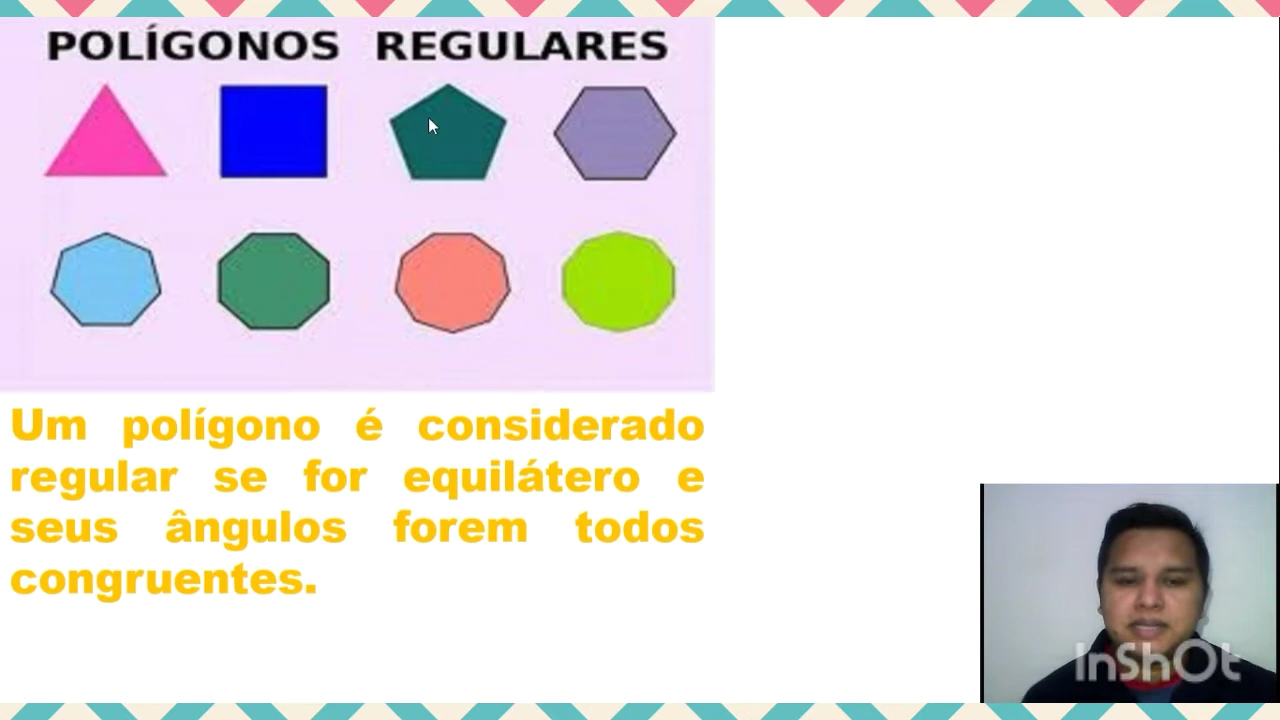 POLÍGONOS REGULARES
Um polígono é considerado
regular se for equilátero e
seus ângulos forem todos
congruentes.
InShOt